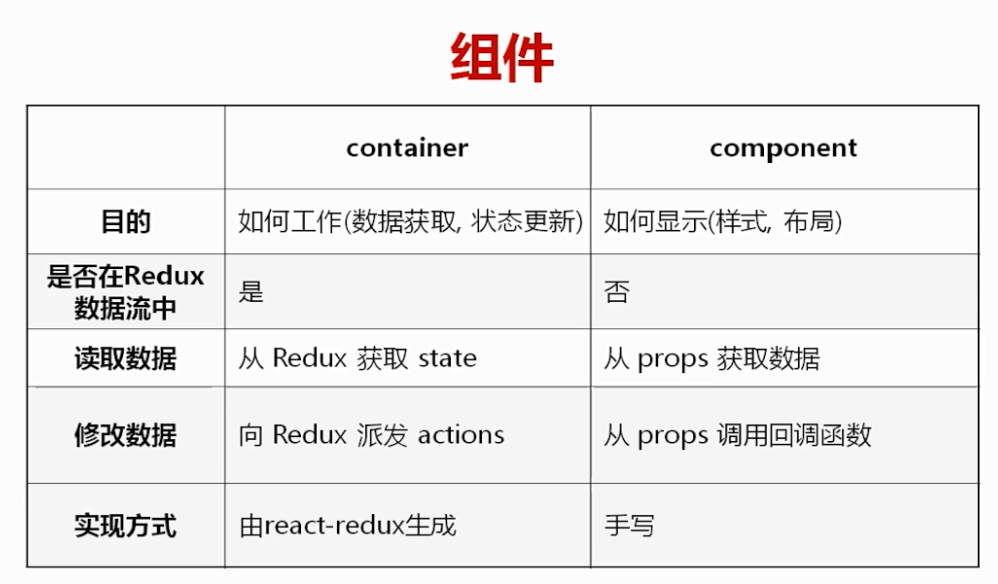 组件
container
component
目的
如何工作(数据获取, 状态更新)
如何显示(样式, 布局)
是否在Redux
数据流中
是
否
读取数据
从 Redux 获取 state
从 props 获取数据
修改数据
向 Redux 派发 actions
从 props 调用回调函数
实现方式
由react-redux生成
手写